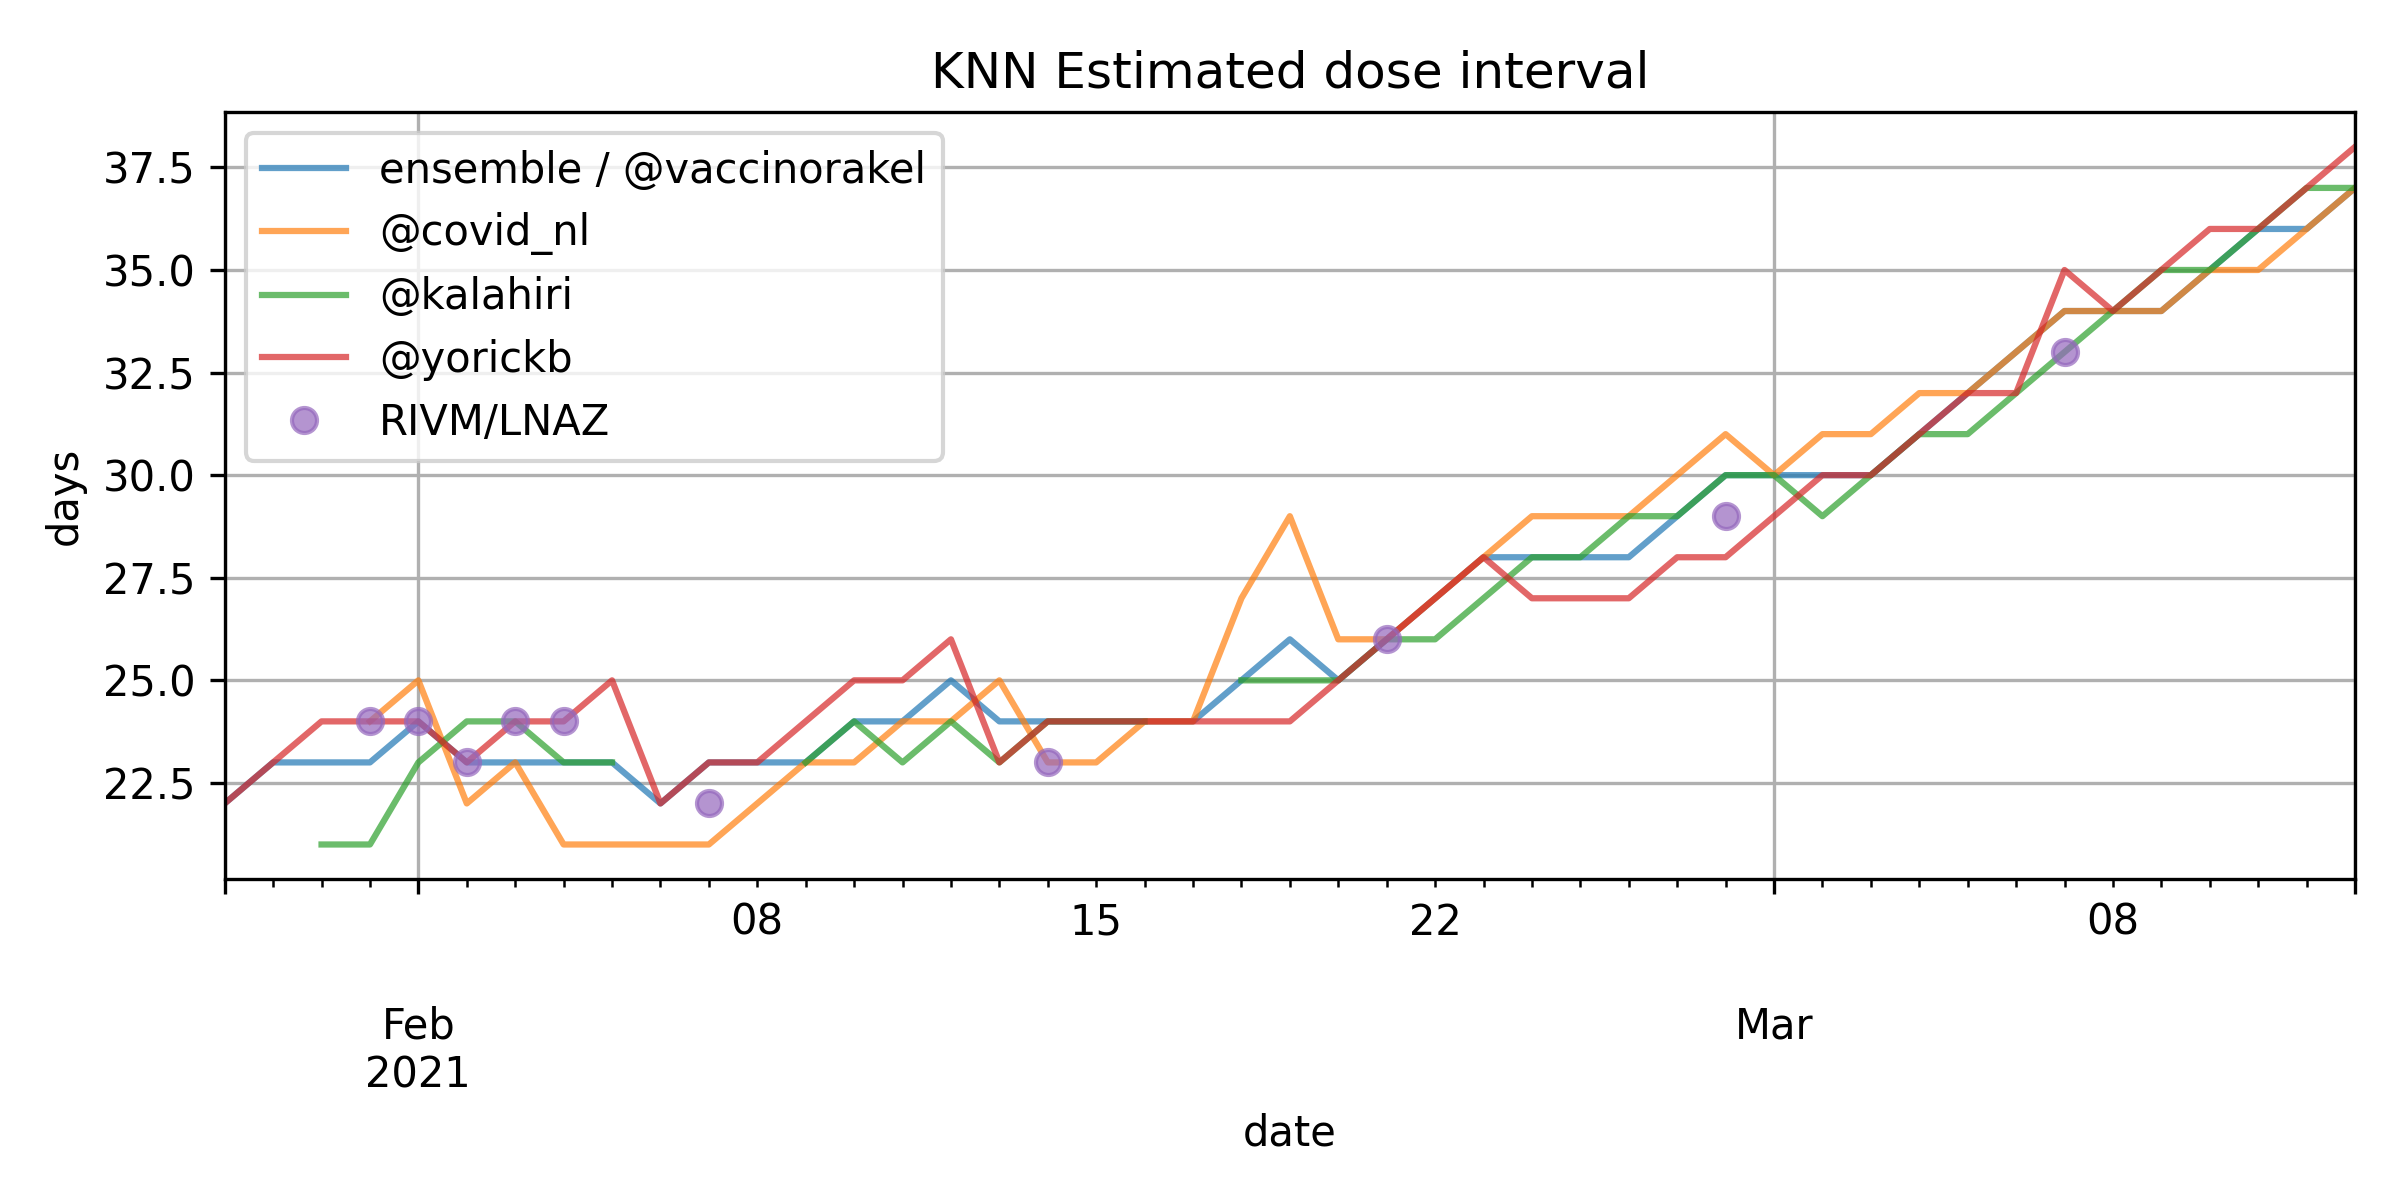 KNN Estimated dose interval
ensemble / @vaccinorakel
@covid_nl
@kalahiri
@yorickb
RIVM/LNAZ
days
37.5
35.0
32.5
30.0
27.5
25.0
22.5
08
15
22
08
Feb
2021
Mar
date